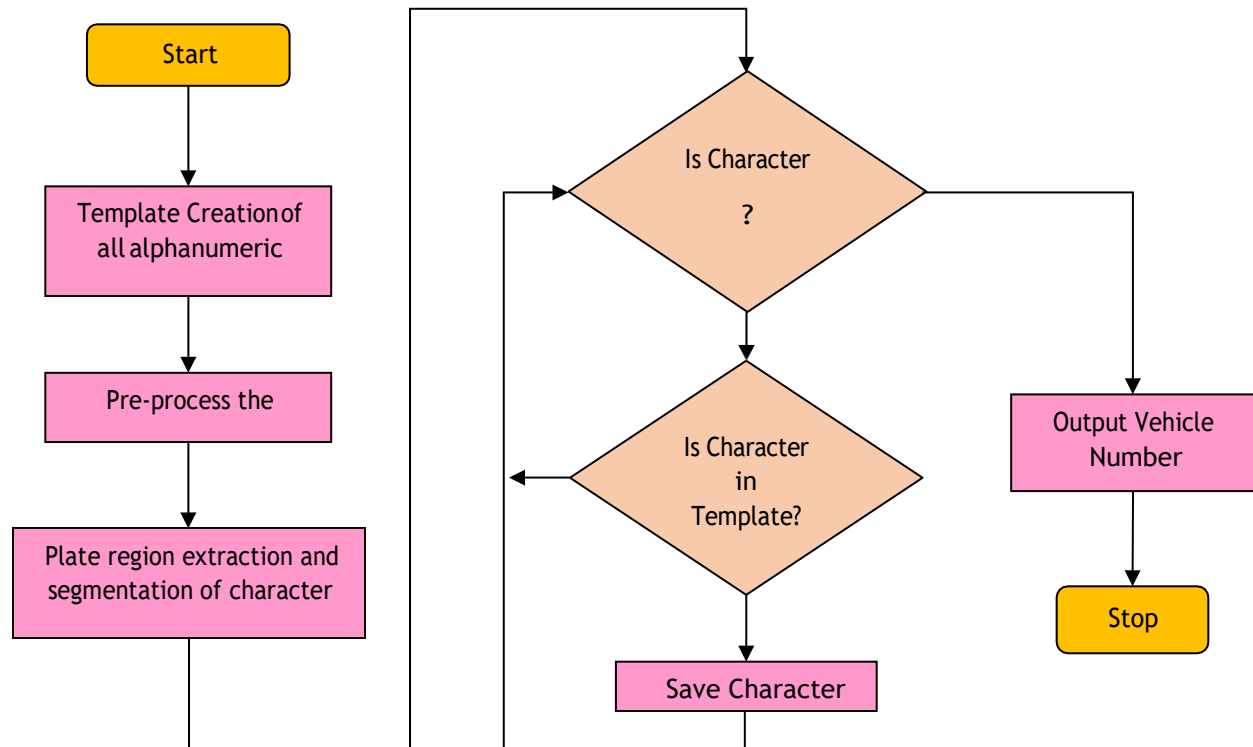 Start
Template Creation of
all alphanumeric
Pre-process the
Plate region extraction and
segmentation of character
Is Character
?
Is Character
in
Template?
Save Character
Output Vehicle
Number
Stop